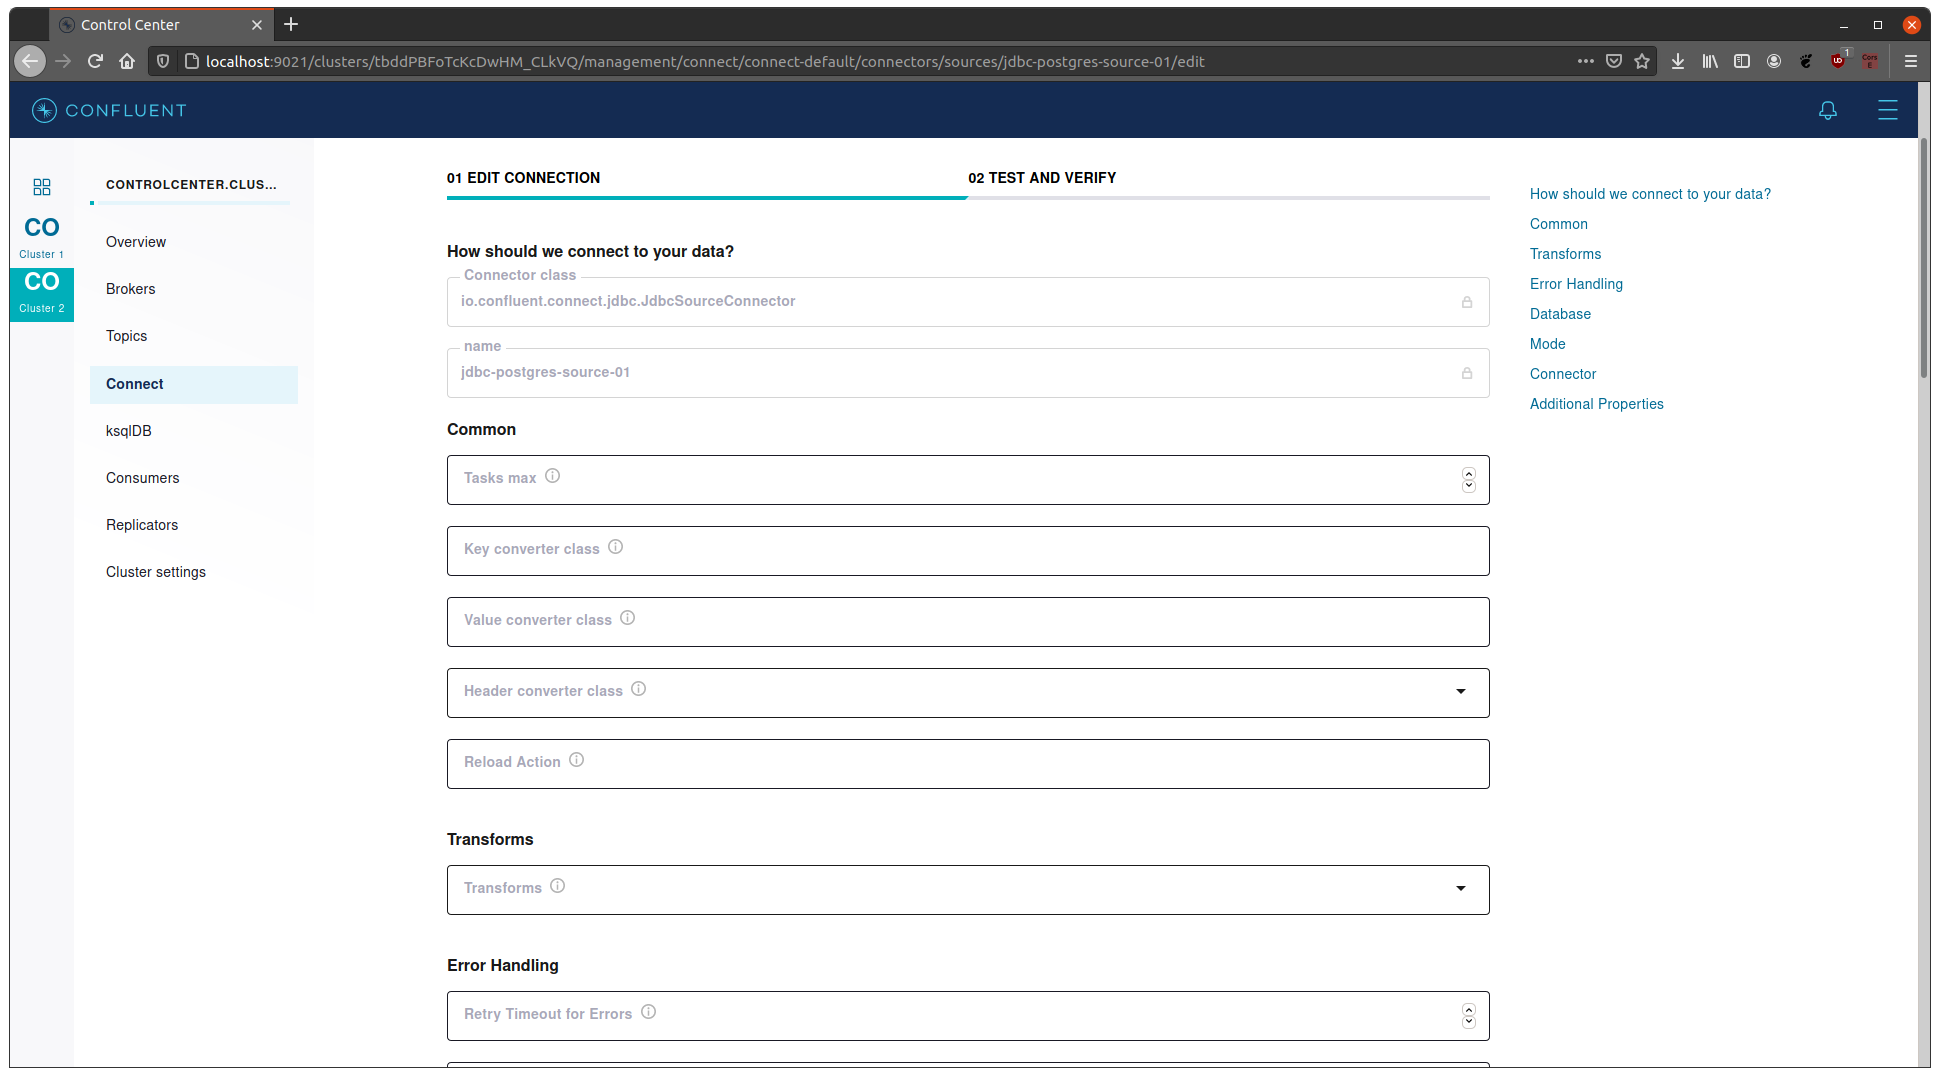 Control Center
localhost:9021/clusters/tbddPBFoTcKcDwHM_CLkVQ/management/connect/connect-default/connectors/sources/jdbc-postgres-source-01/edit
1
UO
Cors
E
CONFLUENT
CO
Cluster 1
CO
Cluster 2
CONTROLCENTER.CLUS...
Overview
Brokers
Topics
Connect
ksqlDB
Consumers
Replicators
Cluster settings
01 EDIT CONNECTION
02 TEST AND VERIFY
How should we connect to your data?
Connector class
io.confluent.connect.jdbc.JdbcSourceConnector
name
jdbc-postgres-source-01
Common
Tasks max
Key converter class
Value converter class
Header converter class
Reload Action
Transforms
Transforms
Error Handling
Retry Timeout for Errors
How should we connect to your data?
Common
Transforms
Error Handling
Database
Mode
Connector
Additional Properties